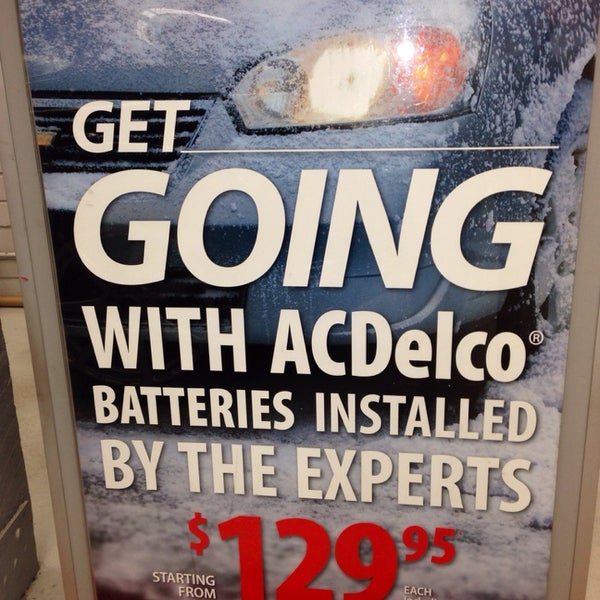 GET
GOING
WITH ACDelco®
BATTERIES INSTALLED
BY THE EXPERTS
$129.95
STARTING
FROM
EACH